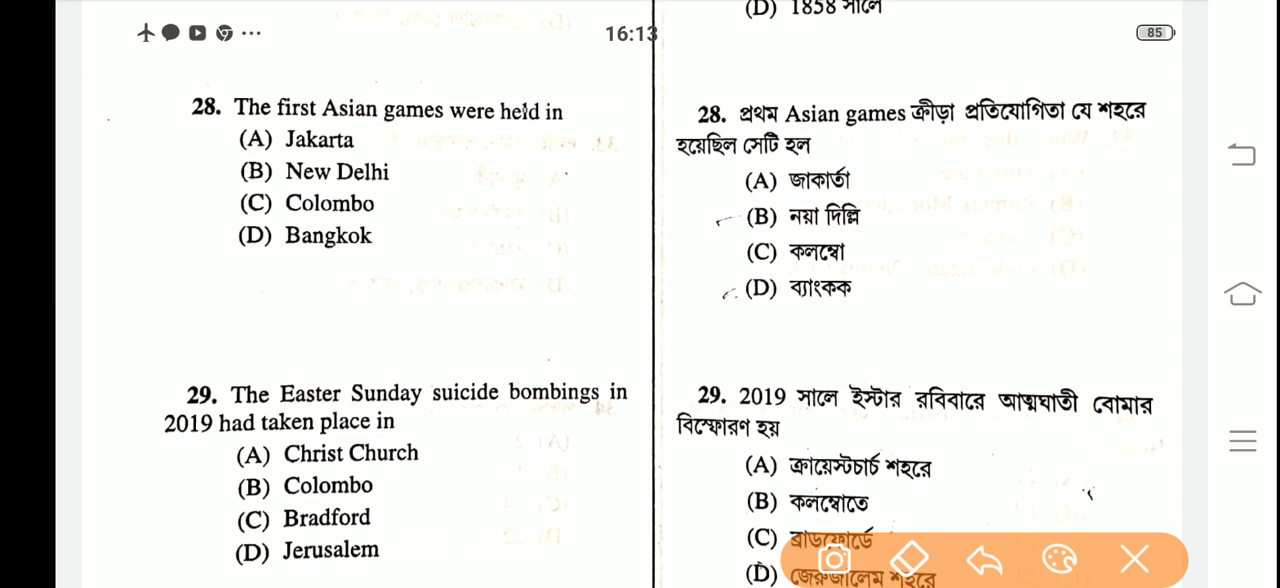 (D) 1858 সালে
16:13
85
28. The first Asian games were held in
(A) Jakarta
(B) New Delhi
(C) Colombo
(D) Bangkok
28. প্রথম Asian games ক্রীড়া প্রতিযোগিতা যে শহরে
হয়েছিল সেটি হল
(A) জাকার্তা
(B) নয়া দিল্লি
(C) কলম্বো
(D) ব্যাংকক
29. The Easter Sunday suicide bombings in
2019 had taken place in
(A) Christ Church
(B) Colombo
(C) Bradford
(D) Jerusalem
29. 2019 সালে ইস্টার রবিবারে আত্মঘাতী বোমার
বিস্ফোরণ হয়
(A) ক্রায়েস্টচার্চ শহরে
(B) কলম্বোতে
(C) ব্রাডফোর্ডে
(D) জেরুজালেম শহরে